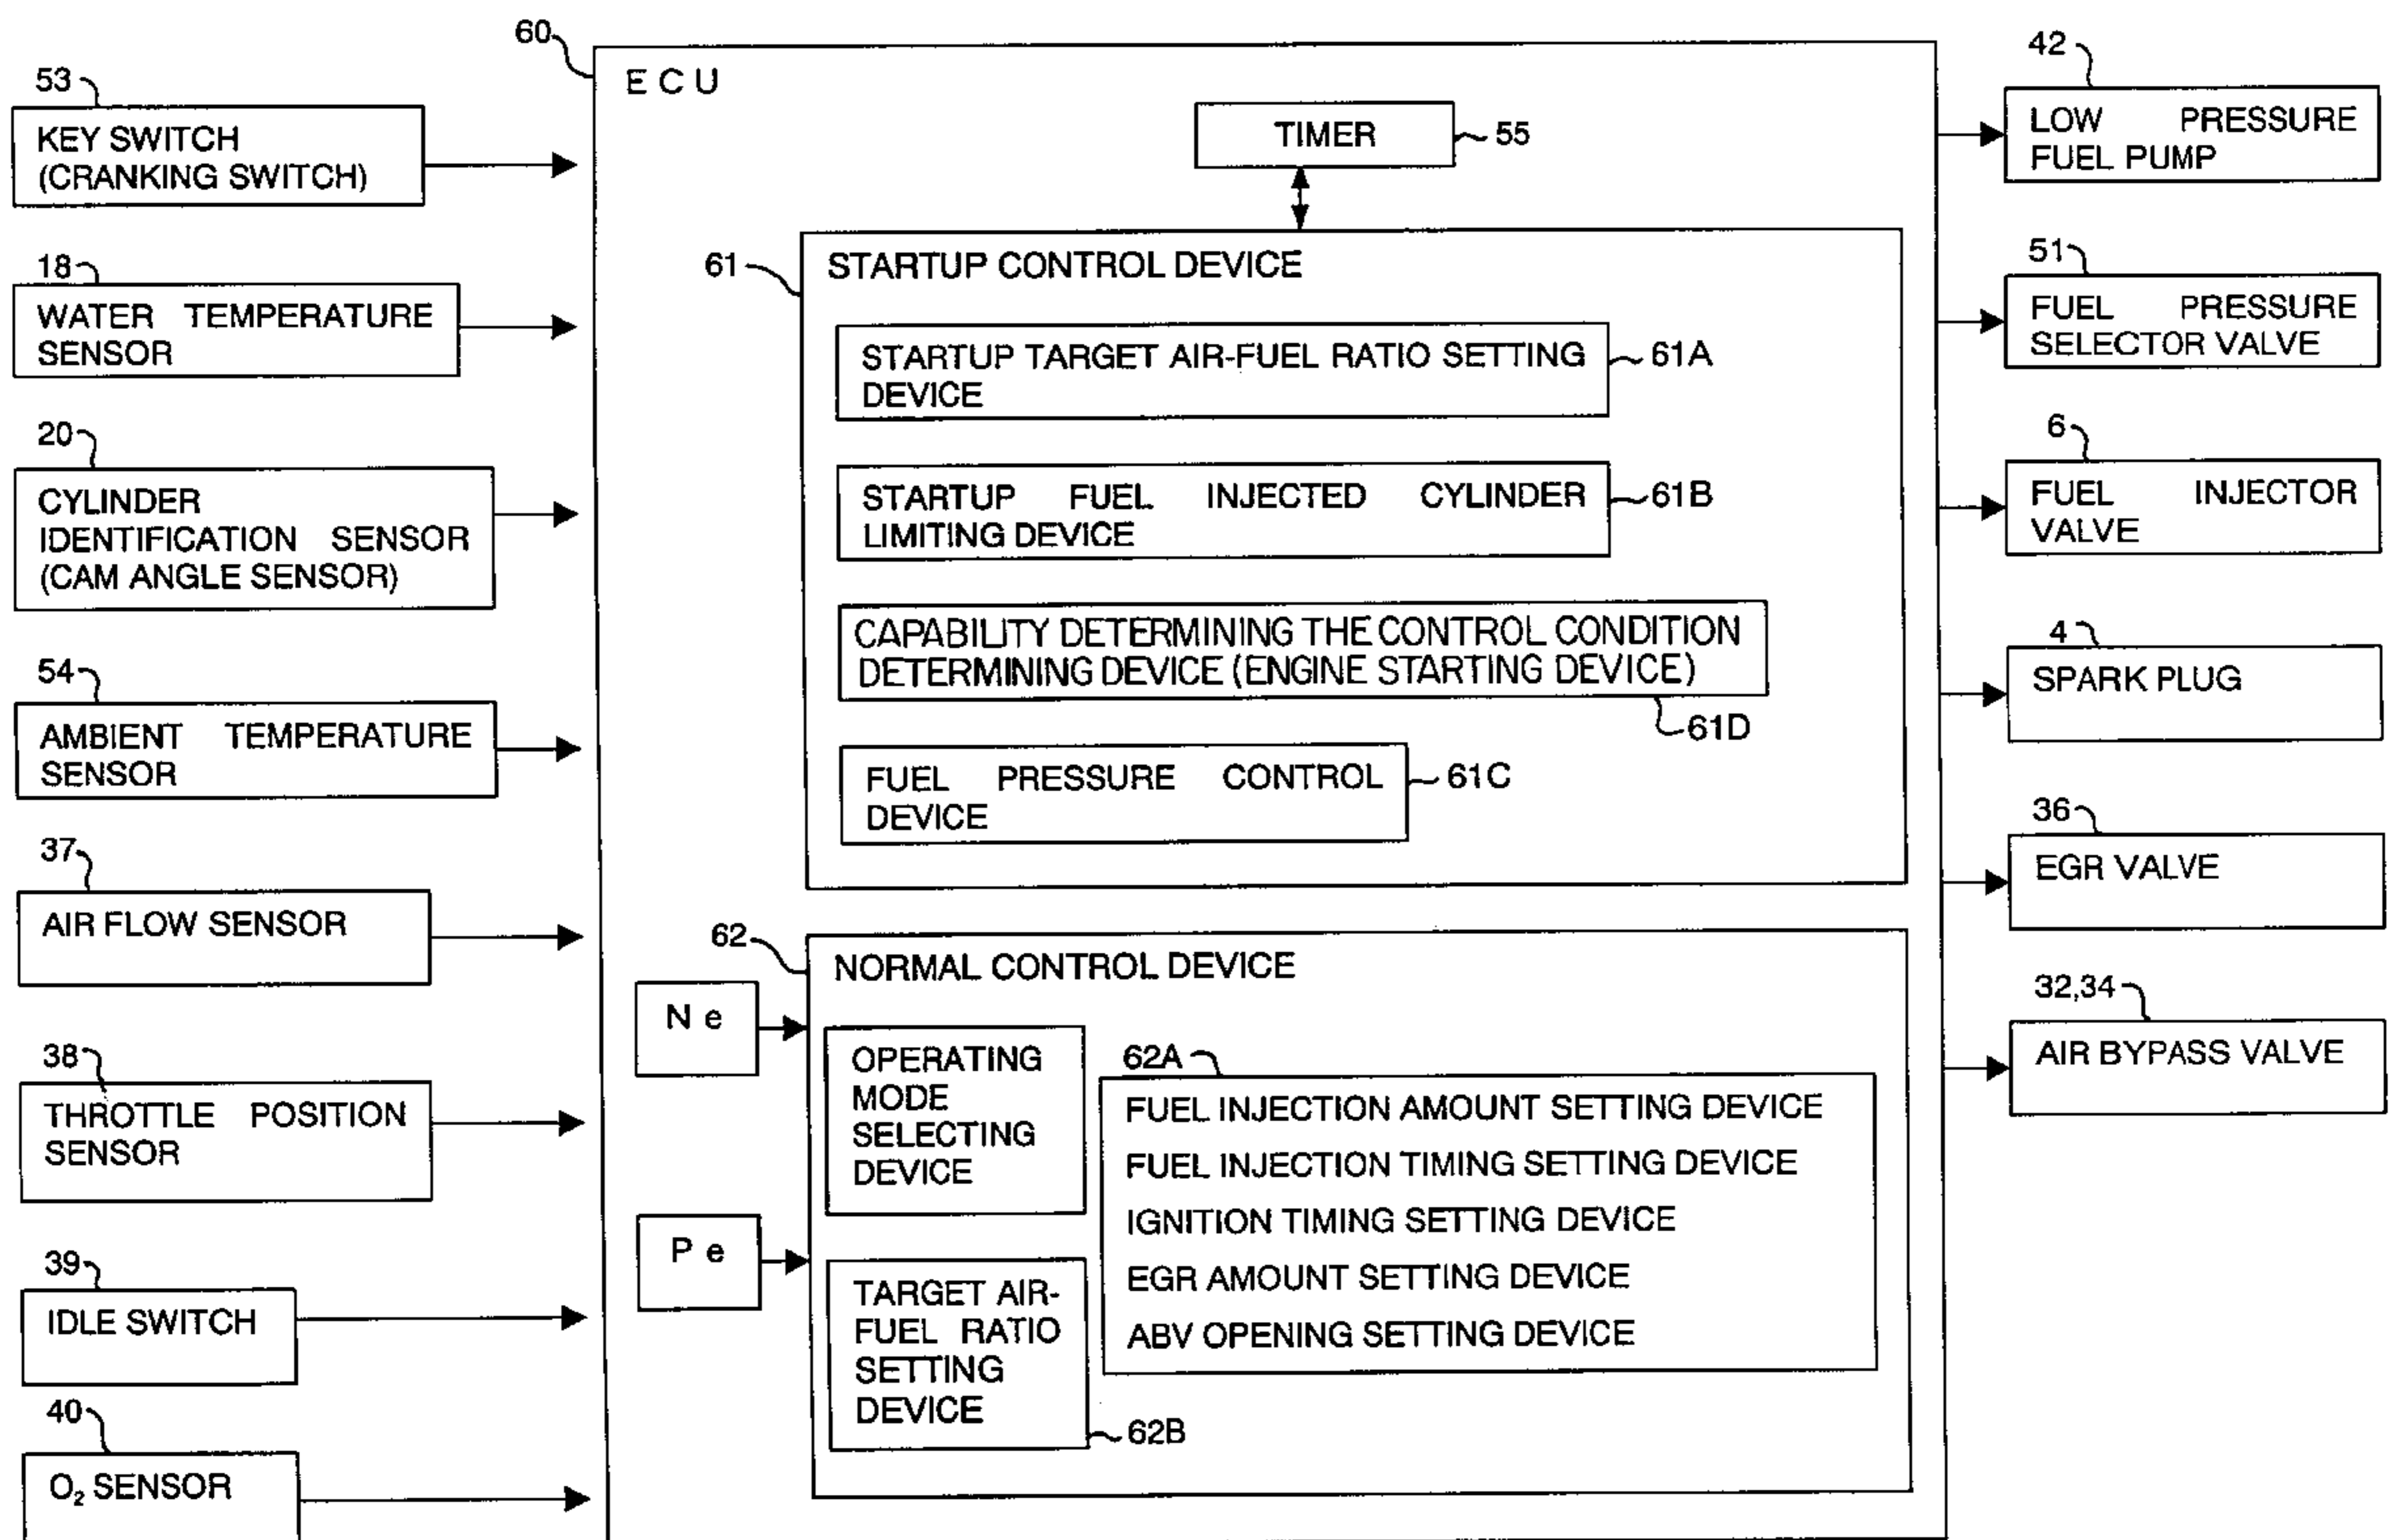 53
KEY SWITCH
(CRANKING SWITCH)
18
WATER TEMPERATURE
SENSOR
20
CYLINDER
IDENTIFICATION SENSOR
(CAM ANGLE SENSOR)
54
AMBIENT TEMPERATURE
SENSOR
37
AIR FLOW SENSOR
38
THROTTLE POSITION
SENSOR
39
IDLE SWITCH
40
O₂ SENSOR
60
ECU
TIMER
55
61
STARTUP CONTROL DEVICE
STARTUP TARGET AIR-FUEL RATIO SETTING
DEVICE
61A
STARTUP FUEL INJECTED CYLINDER
LIMITING DEVICE
61B
CAPABILITY DETERMINING THE CONTROL CONDITION
DETERMINING DEVICE (ENGINE STARTING DEVICE)
61D
FUEL PRESSURE CONTROL
DEVICE
61C
62
NORMAL CONTROL DEVICE
Ne
Pe
OPERATING
MODE
SELECTING
DEVICE
TARGET AIR-
FUEL RATIO
SETTING
DEVICE
62B
62A
FUEL INJECTION AMOUNT SETTING DEVICE
FUEL INJECTION TIMING SETTING DEVICE
IGNITION TIMING SETTING DEVICE
EGR AMOUNT SETTING DEVICE
ABV OPENING SETTING DEVICE
42
LOW PRESSURE
FUEL PUMP
51
FUEL PRESSURE
SELECTOR VALVE
6
FUEL INJECTOR
VALVE
4
SPARK PLUG
36
EGR VALVE
32,34
AIR BYPASS VALVE